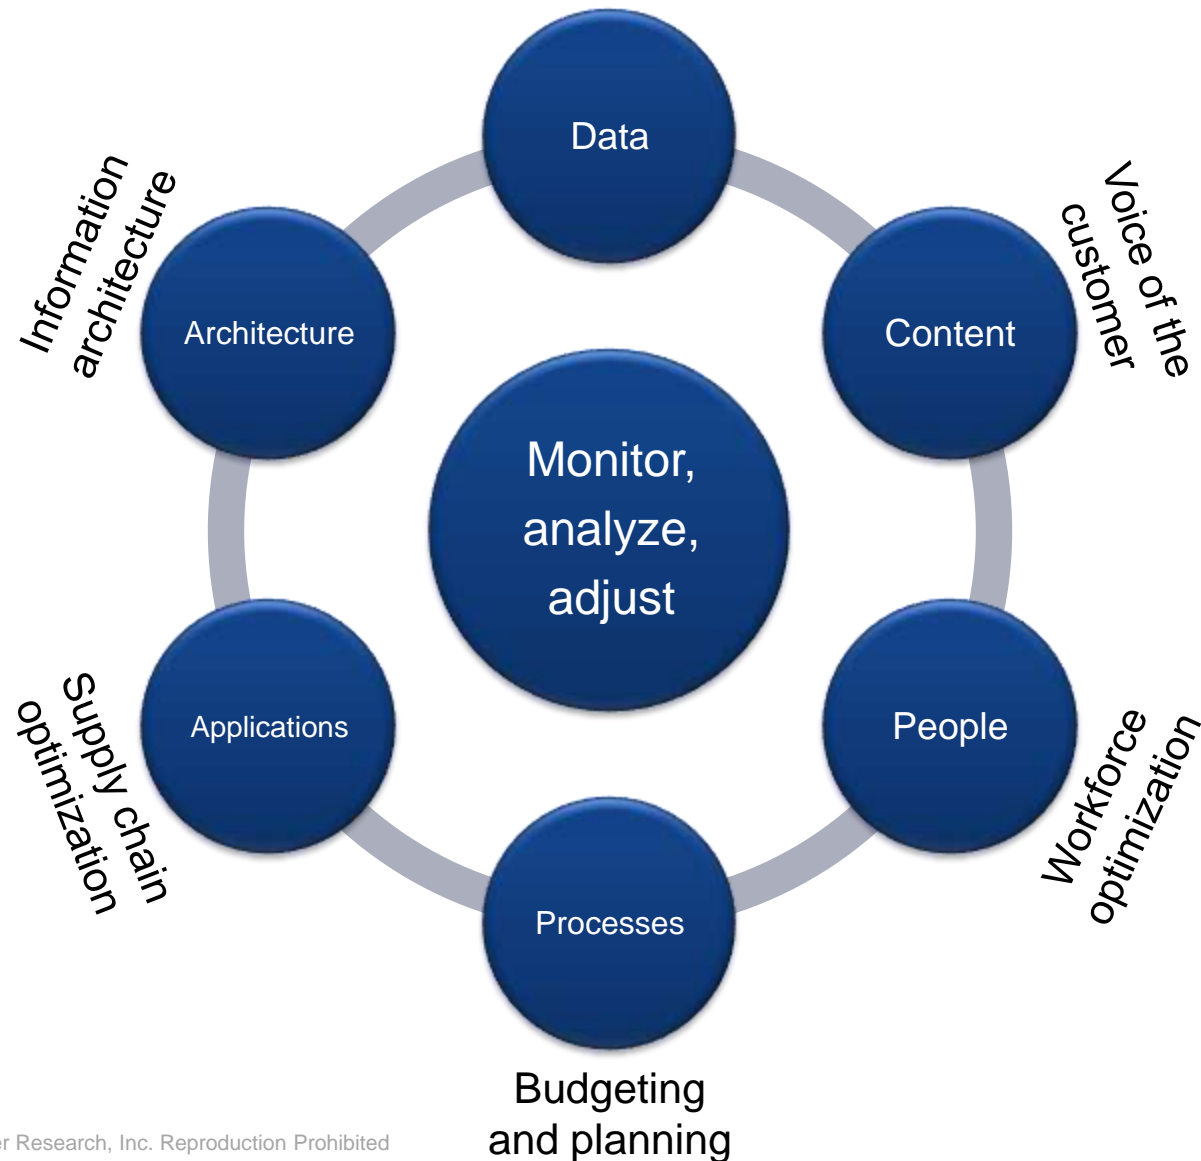 Data
Information
architecture
Voice of the
customer
Architecture
Content
Monitor,
analyze,
adjust
Applications
People
Supply chain
optimization
Workforce
optimization
Processes
Budgeting
and planning
Research, Inc. Reproduction Prohibited